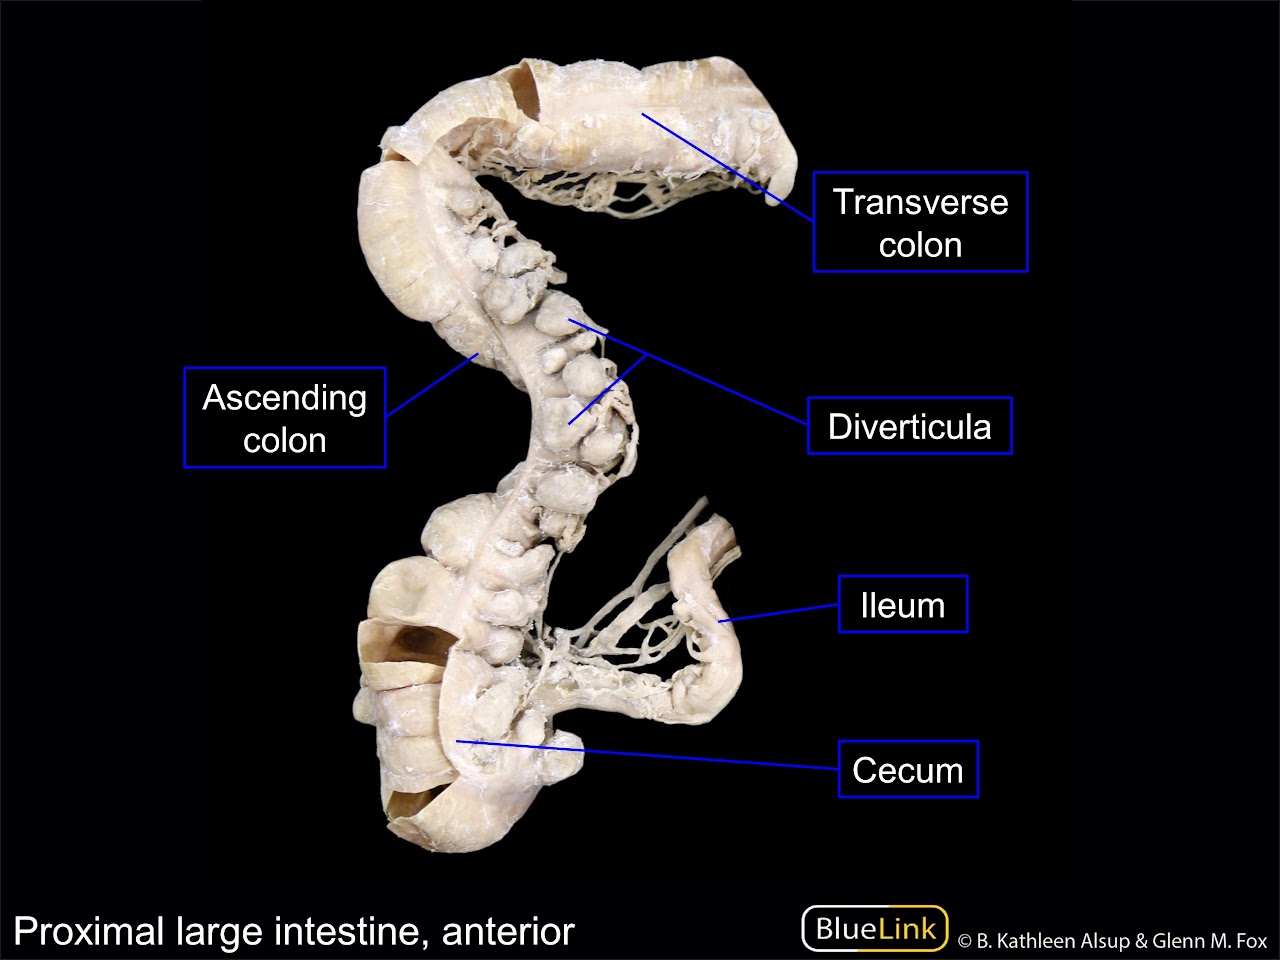 Transverse
colon
Ascending
colon
Diverticula
Ileum
Cecum
Proximal large intestine, anterior
BlueLink
© B. Kathleen Alsup & Glenn M. Fox